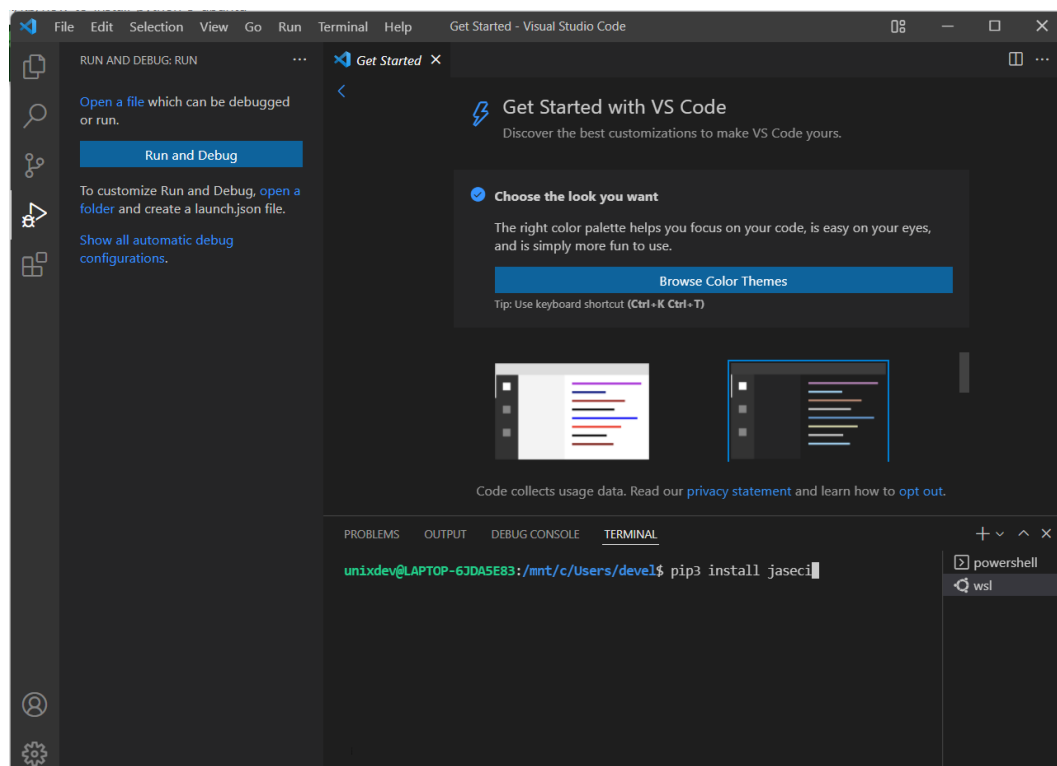 File Edit Selection View Go Run Terminal Help Get Started - Visual Studio Code
RUN AND DEBUG: RUN
Open a file which can be debugged
or run.
Run and Debug
To customize Run and Debug, open a
folder and create a launch.json file.
Show all automatic debug
configurations.
Get Started
Get Started with VS Code
Discover the best customizations to make VS Code yours.
Choose the look you want
The right color palette helps you focus on your code, is easy on your eyes,
and is simply more fun to use.
Browse Color Themes
Tip: Use keyboard shortcut (Ctrl+K Ctrl+T)
Code collects usage data. Read our privacy statement and learn how to opt out.
PROBLEMS OUTPUT DEBUG CONSOLE TERMINAL
unixdev@LAPTOP-6JDA5E83:/mnt/c/Users/devel$ pip3 install jaseci
powershell
wsl